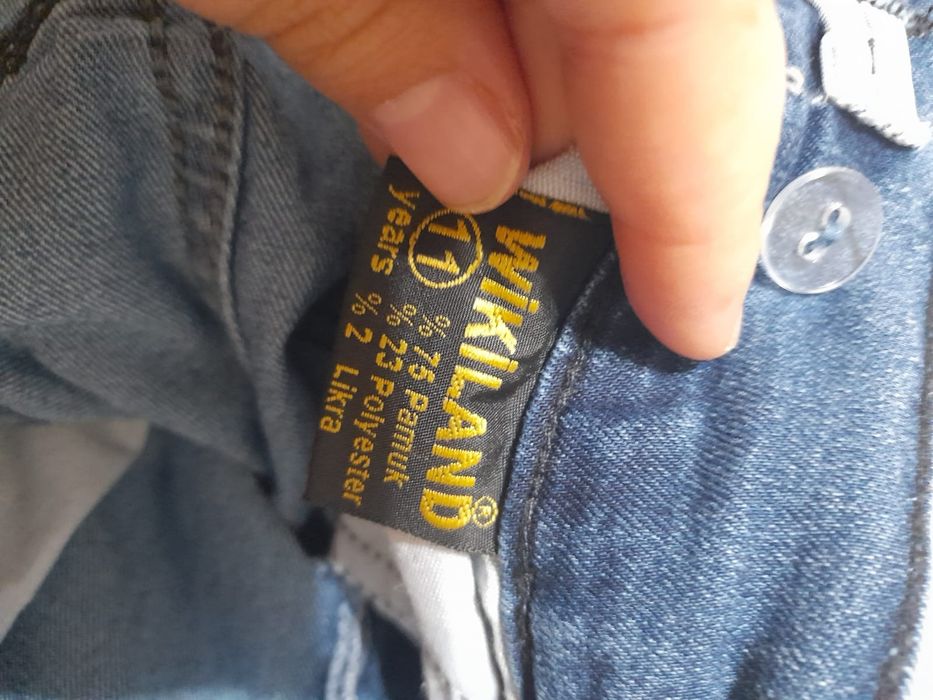 WiKiLAND®
11 years
% 75 Pamuk
% 23 Polyester
% 2 Likra